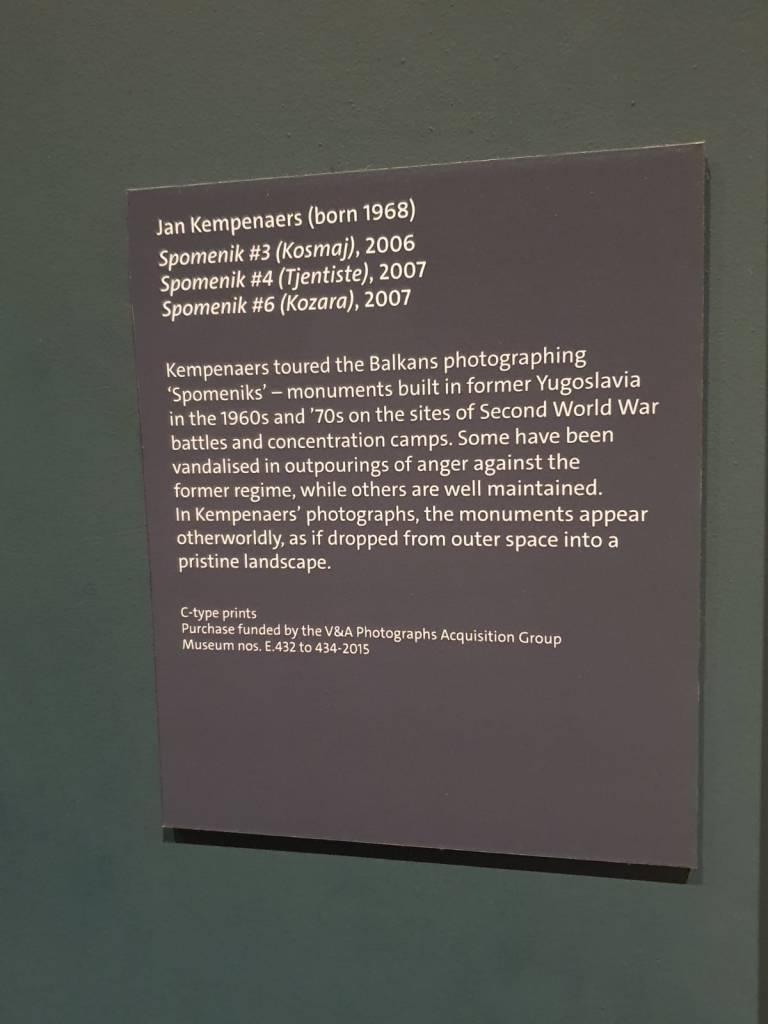 Jan Kempenaers (born 1968)
Spomenik #3 (Kosmaj), 2006
Spomenik #4 (Tjentiste), 2007
Spomenik #6 (Kozara), 2007
Kempenaers toured the Balkans photographing
‘Spomeniks’ – monuments built in former Yugoslavia
in the 1960s and ’70s on the sites of Second World War
battles and concentration camps. Some have been
vandalised in outpourings of anger against the
former regime, while others are well maintained.
In Kempenaers’ photographs, the monuments appear
otherworldly, as if dropped from outer space into a
pristine landscape.
C-type prints
Purchase funded by the V&A Photographs Acquisition Group
Museum nos. E.432 to 434-2015